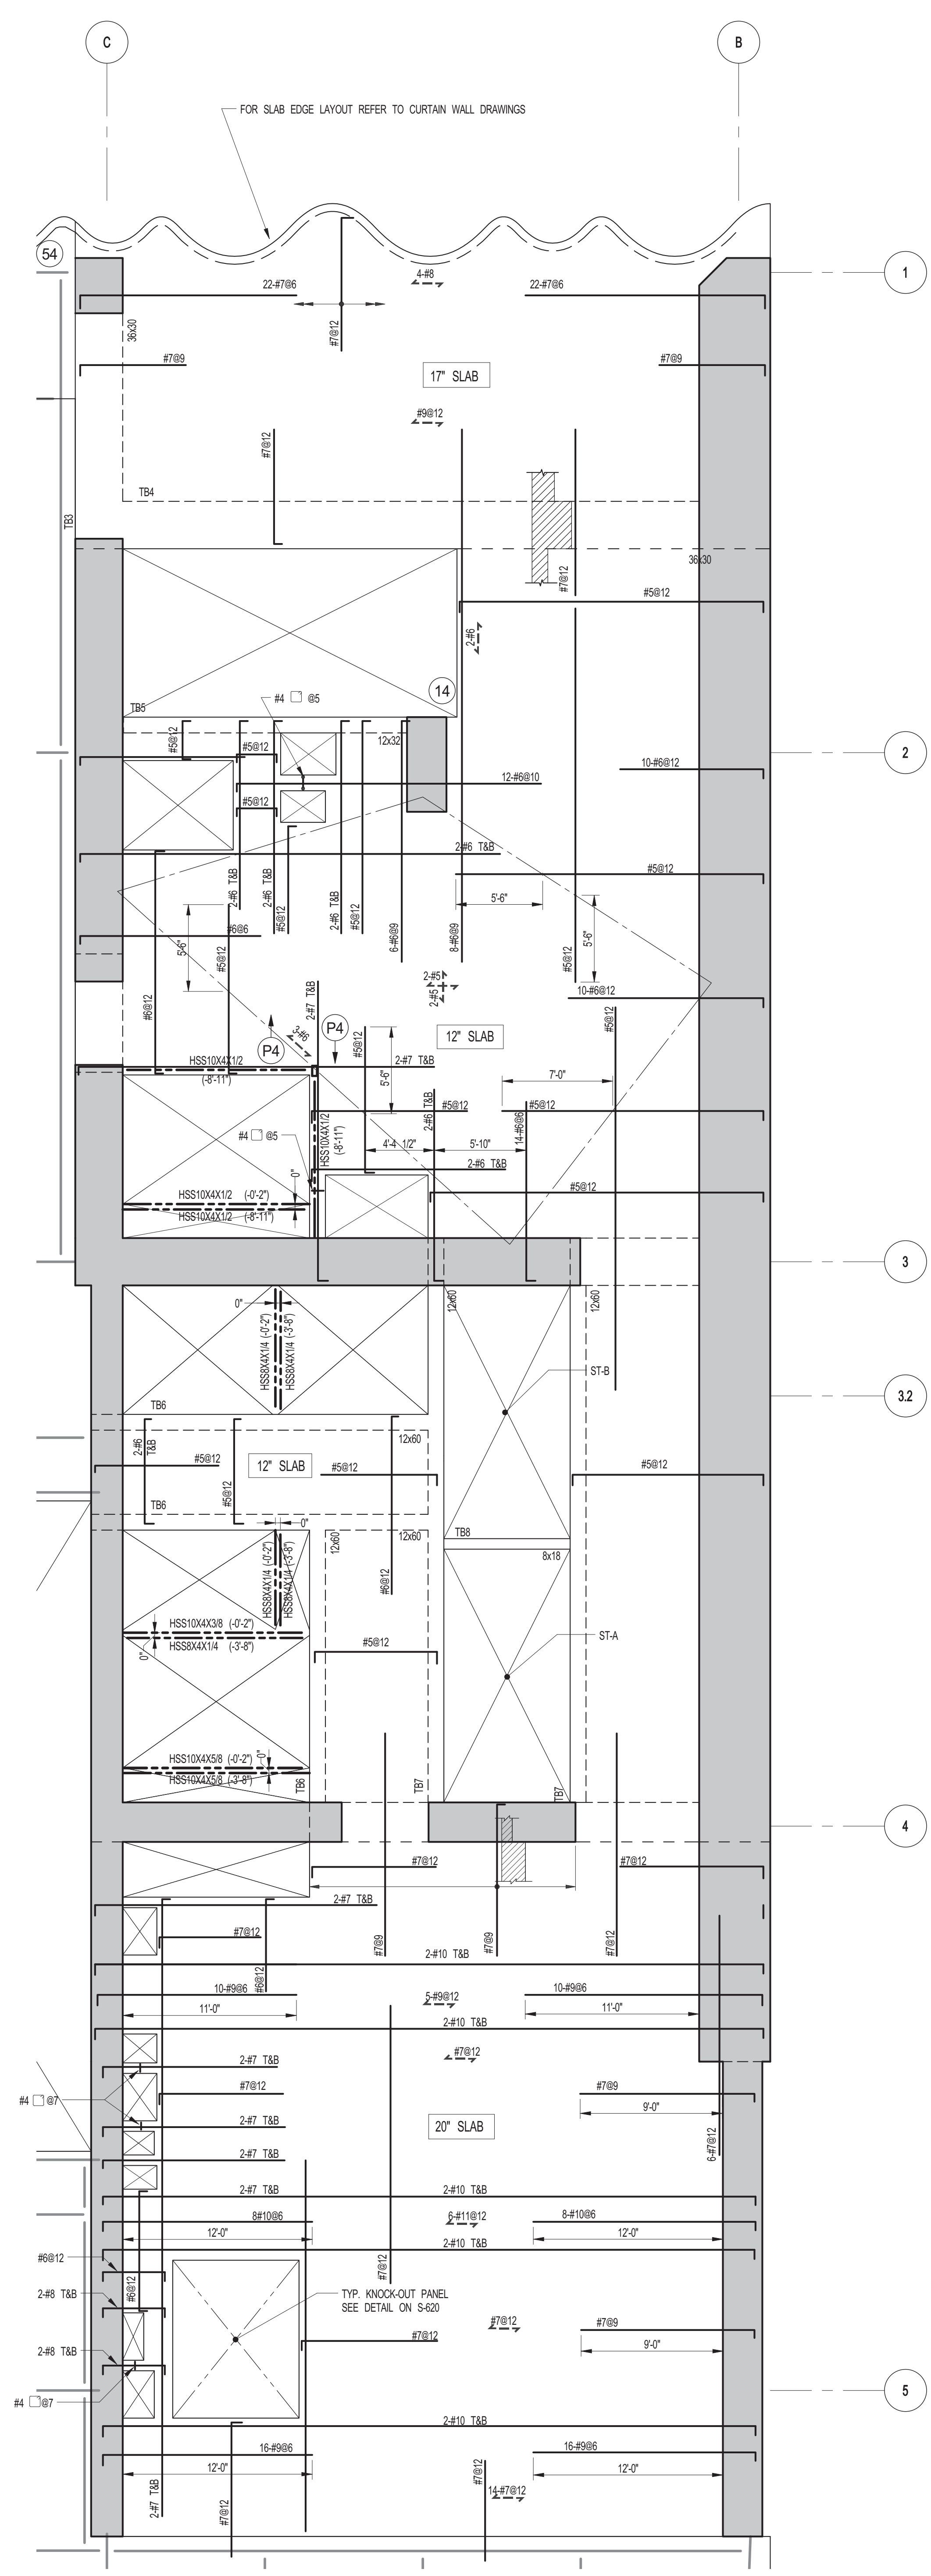 C
B
FOR SLAB EDGE LAYOUT REFER TO CURTAIN WALL DRAWINGS
54
1
4-#8
22-#7@6
22-#7@6
36x30
#7@12
#7@9
#7@9
17" SLAB
#9@12
#7@12
TB4
TB3
36x30
#7@12
#5@12
2-#6
14
#4 @5
TB5
#5@12
#5@12
12x32
2
10-#6@12
12-#6@10
#5@12
2-#6 T&B
#5@12
2-#6 T&B
2-#6 T&B
#5@12
2-#6 T&B
#5@12
6-#6@9
8-#6@9
5'-6"
5'-6"
#6@6
5'-6"
#5@12
#5@12
#6@12
2-#5
2-#5
10-#6@12
2-#7 T&B
3-#6
P4
P4
#5@12
12" SLAB
#5@12
HSS10X4X1/2
(-8'-11")
2-#7 T&B
5'-6"
7'-0"
2-#6 T&B
#5@12
#5@12
14-#6@6
#4 @5
HSS10X4X1/2
(-8'-11")
4'-4 1/2"
5'-10"
2-#6 T&B
0"
#5@12
HSS10X4X1/2 (-0'-2")
HSS10X4X1/2 (-8'-11")
3
0"
HSS8X4X1/4 (-0'-2")
HSS8X4X1/4 (-3'-8")
12x60
12x60
ST-B
3.2
TB6
2-#6
T&B
#5@12
12" SLAB
12x60
#5@12
#5@12
#5@12
TB6
0"
12x60
12x60
TB8
8x18
HSS8X4X1/4 (-0'-2")
HSS8X4X1/4 (-3'-8")
#6@12
HSS10X4X3/8 (-0'-2")
HSS8X4X1/4 (-3'-8")
0"
#5@12
ST-A
HSS10X4X5/8 (-0'-2")
HSS10X4X5/8 (-3'-8")
0"
TB6
TB7
TB7
4
#7@12
#7@12
2-#7 T&B
#7@12
#7@9
#7@9
#7@12
2-#10 T&B
#6@12
10-#9@6
5-#9@12
10-#9@6
11'-0"
11'-0"
2-#10 T&B
2-#7 T&B
#7@12
#4 @7
#7@12
#7@9
9'-0"
2-#7 T&B
20" SLAB
6-#7@12
2-#7 T&B
2-#7 T&B
2-#10 T&B
8#10@6
6-#11@12
8-#10@6
12'-0"
12'-0"
2-#10 T&B
#6@12
#7@12
2-#8 T&B
#6@12
TYP. KNOCK-OUT PANEL
SEE DETAIL ON S-620
#7@12
#7@9
#7@12
9'-0"
2-#8 T&B
5
#4 @7
2-#10 T&B
16-#9@6
16-#9@6
12'-0"
12'-0"
2-#7 T&B
#7@12
#7@12
14-#7@12